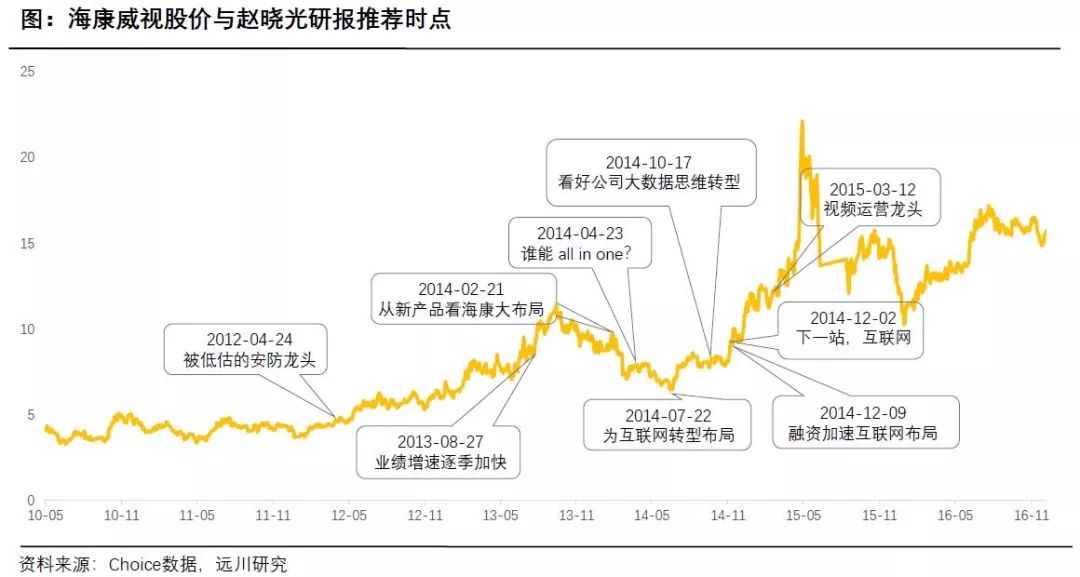 图：海康威视股价与赵晓光研报推荐时点
25
20
15
10
5
0
2012-04-24
被低估的安防龙头
2013-08-27
业绩增速逐季加快
2014-02-21
从新产品看海康大布局
2014-04-23
谁能 all in one?
2014-07-22
为互联网转型布局
2014-10-17
看好公司大数据思维转型
2014-12-02
下一站，互联网
2014-12-09
融资加速互联网布局
2015-03-12
视频运营龙头
10-05 10-11 11-05 11-11 12-05 12-11 13-05 13-11 14-05 14-11 15-05 15-11 16-05 16-11
资料来源：Choice数据，远川研究